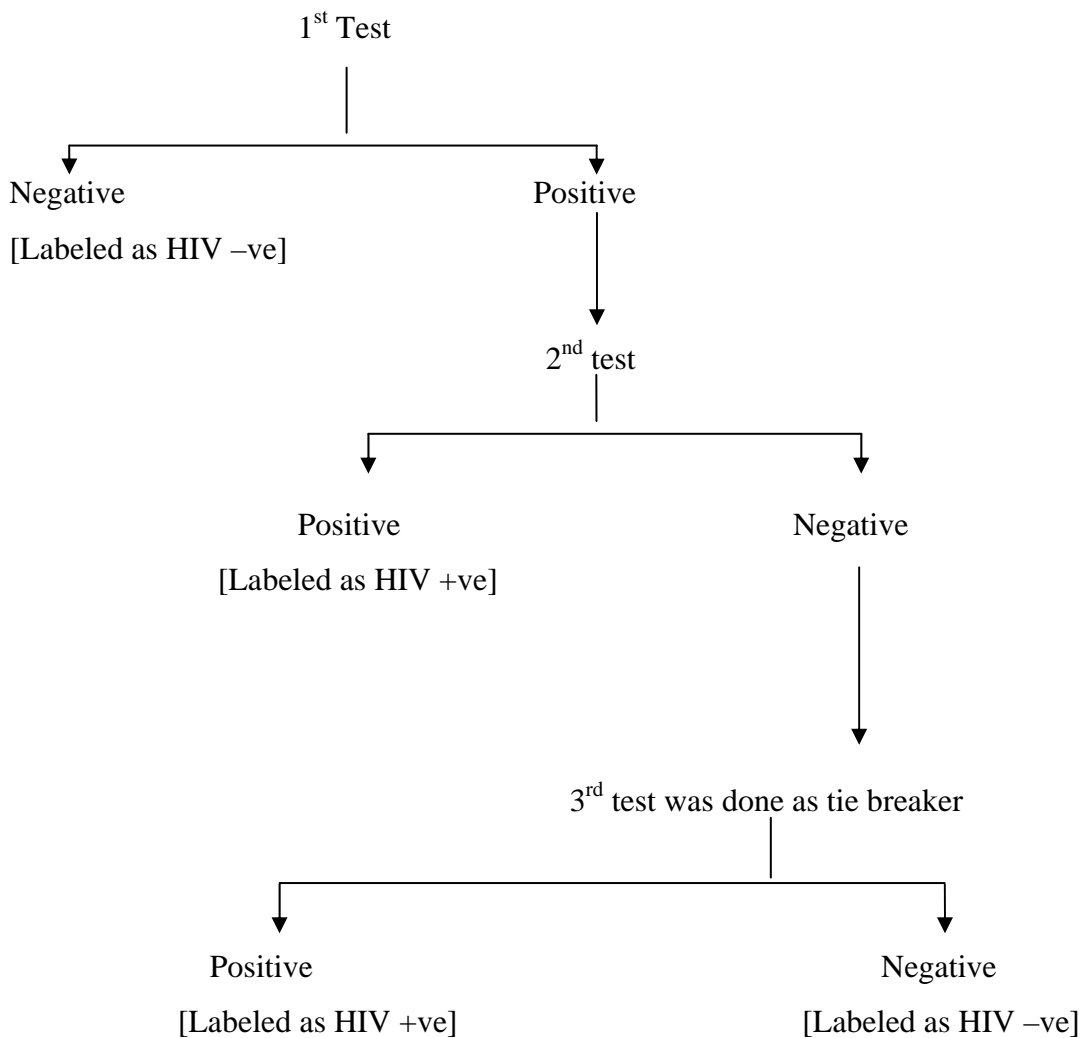 1st Test
Negative
Positive
[Labeled as HIV –ve]
2nd test
Positive
Negative
[Labeled as HIV +ve]
3rd test was done as tie breaker
Positive
Negative
[Labeled as HIV +ve]
[Labeled as HIV –ve]